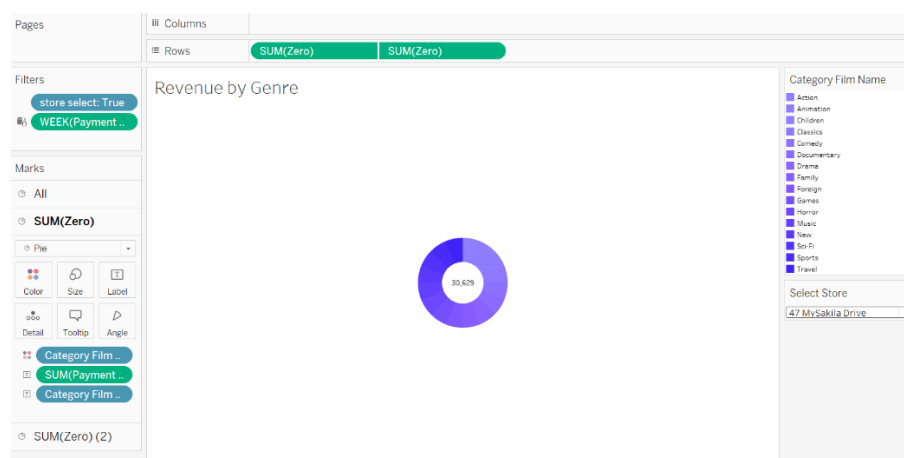 Pages
Columns
Rows
SUM(Zero)
SUM(Zero)
Filters
store select: True
WEEK(Payment ..
Marks
All
SUM(Zero)
Pie
Color
Size
Label
Detail
Tooltip
Angle
Category Film ..
SUM(Payment ..
Category Film ..
SUM(Zero) (2)
Revenue by Genre
30,629
Category Film Name
Action
Animation
Children
Classics
Comedy
Documentary
Drama
Family
Foreign
Games
Horror
Music
New
Sci-Fi
Sports
Travel
Select Store
47 MySakila Drive